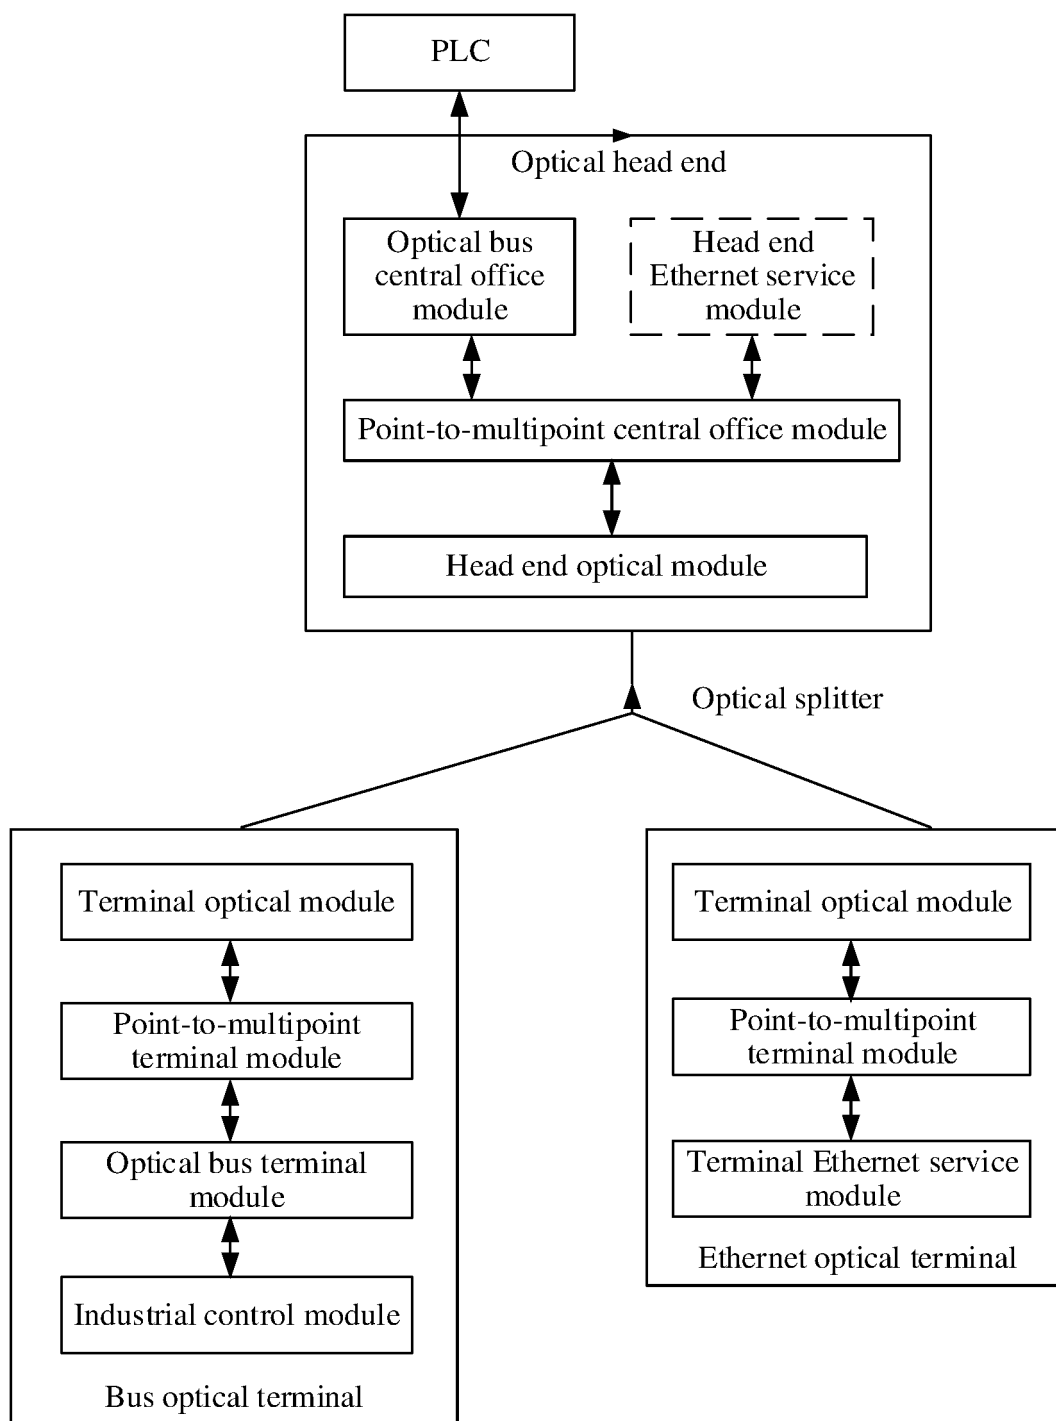 PLC
Optical head end
Optical bus
central office
module
Head end
Ethernet service
module
Point-to-multipoint central office module
Head end optical module
Optical splitter
Terminal optical module
Point-to-multipoint
terminal module
Optical bus terminal
module
Industrial control module
Bus optical terminal
Terminal optical module
Point-to-multipoint
terminal module
Terminal Ethernet service
module
Ethernet optical terminal